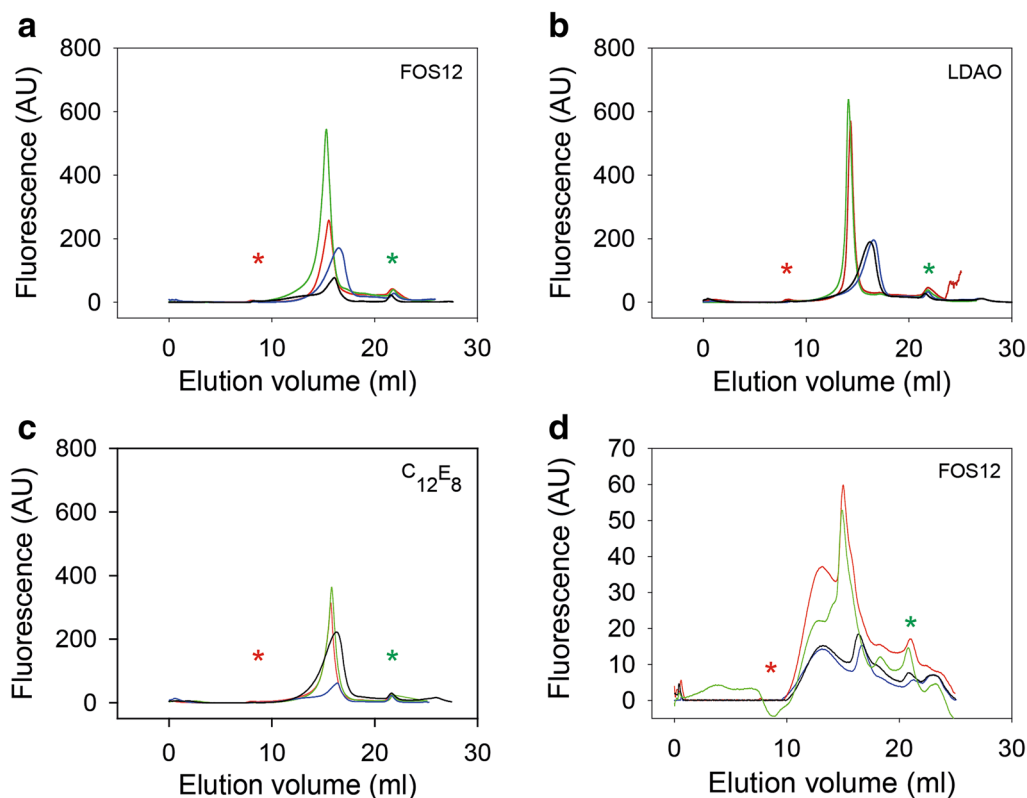 a
b
800
600
400
200
0
Fluorescence (AU)
FOS12
*
*
0 10 20 30
Elution volume (ml)
800
600
400
200
0
Fluorescence (AU)
LDAO
*
*
0 10 20 30
Elution volume (ml)
c
d
800
600
400
200
0
Fluorescence (AU)
C12E8
*
*
0 10 20 30
Elution volume (ml)
70
60
50
40
30
20
10
0
Fluorescence (AU)
FOS12
*
*
0 10 20 30
Elution volume (ml)